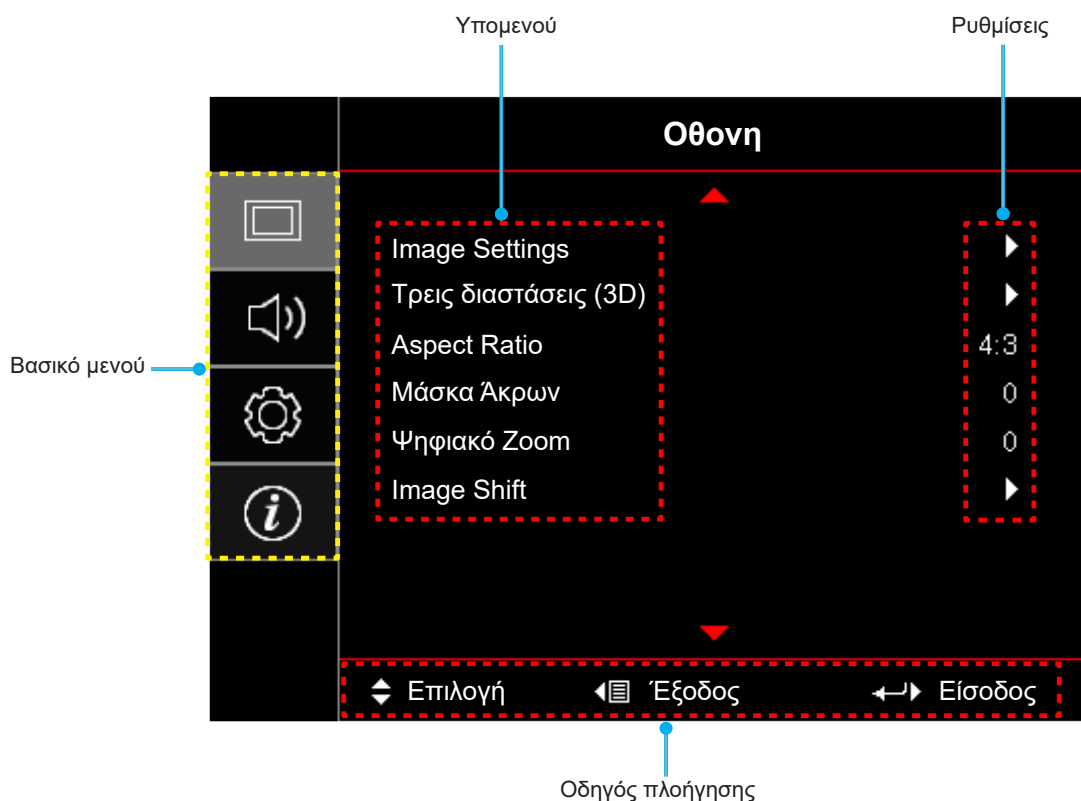 Υπομενού
Ρυθμίσεις
Οθονη
Image Settings
Τρεις διαστάσεις (3D)
Aspect Ratio 4:3
Βασικό μενού
Μάσκα Άκρων 0
Ψηφιακό Zoom 0
Image Shift
i
Επιλογή Έξοδος Είσοδος
Οδηγός πλοήγησης